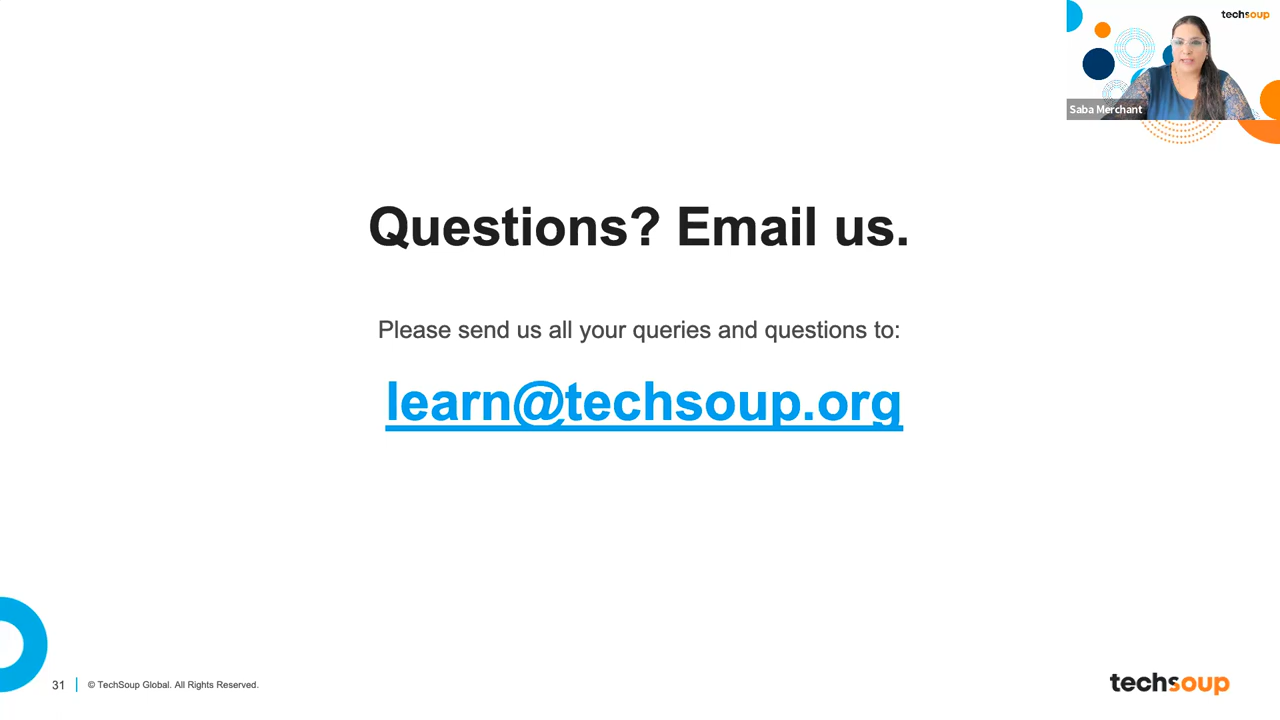 techsoup
Saba Merchant
Questions? Email us.
Please send us all your queries and questions to:
learn@techsoup.org
31
© TechSoup Global. All Rights Reserved.
techsoup